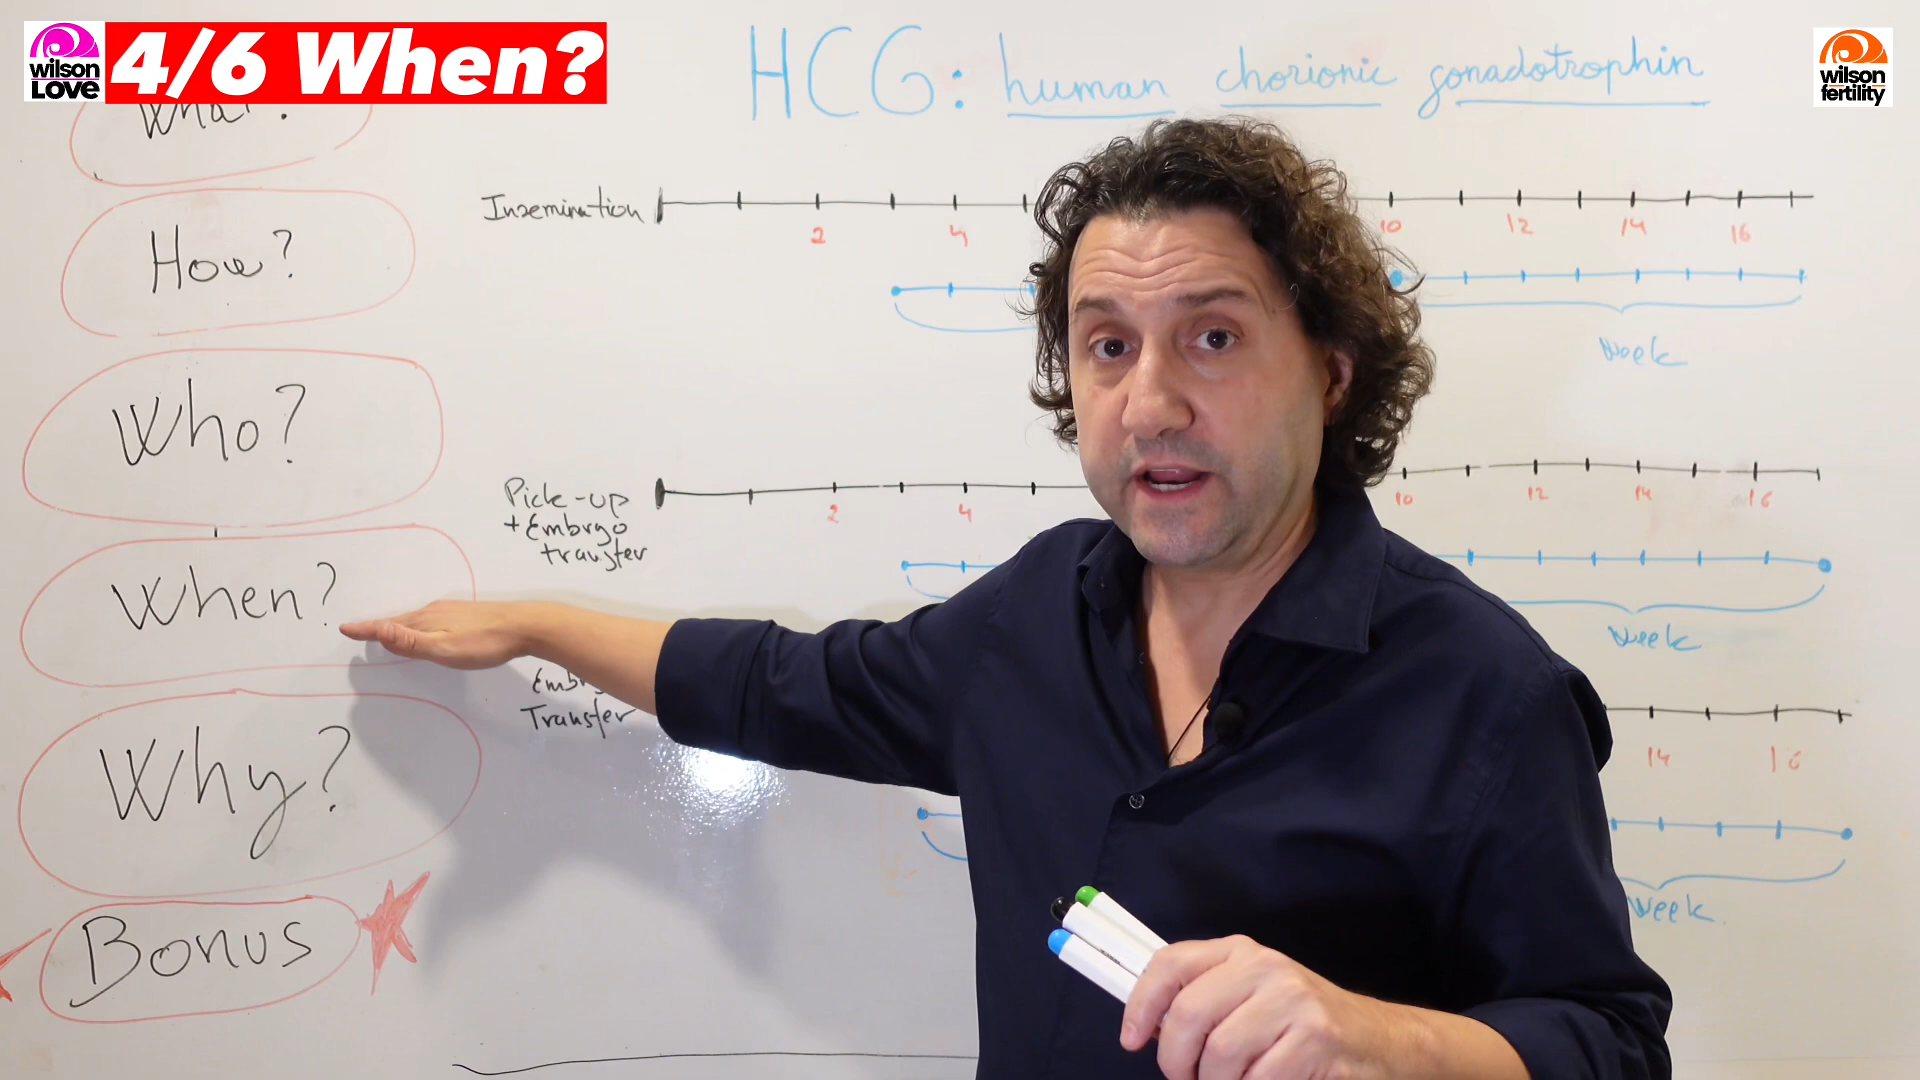 wilson
LOVE
4/6 When?
HCG: human chorionic gonadotrophin
wilson
fertility
What?
How?
Who?
When?
Why?
Bonus
Insemination
2 4 10 12 14 16
Week
Pick-up
+ Embryo
transfer
2 4 10 12 14 16
Week
Transfer
14 16
Week.